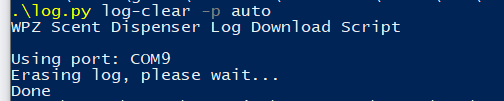 .\log.py log-clear -p auto
WPZ Scent Dispenser Log Download Script
Using port: COM9
Erasing log, please wait...
Done